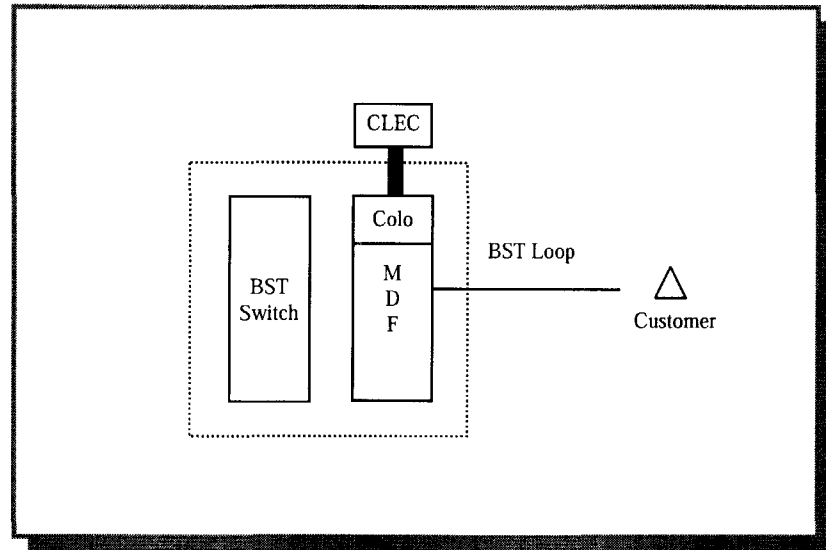 CLEC
Colo
M
D
F
BST
Switch
BST Loop
Customer